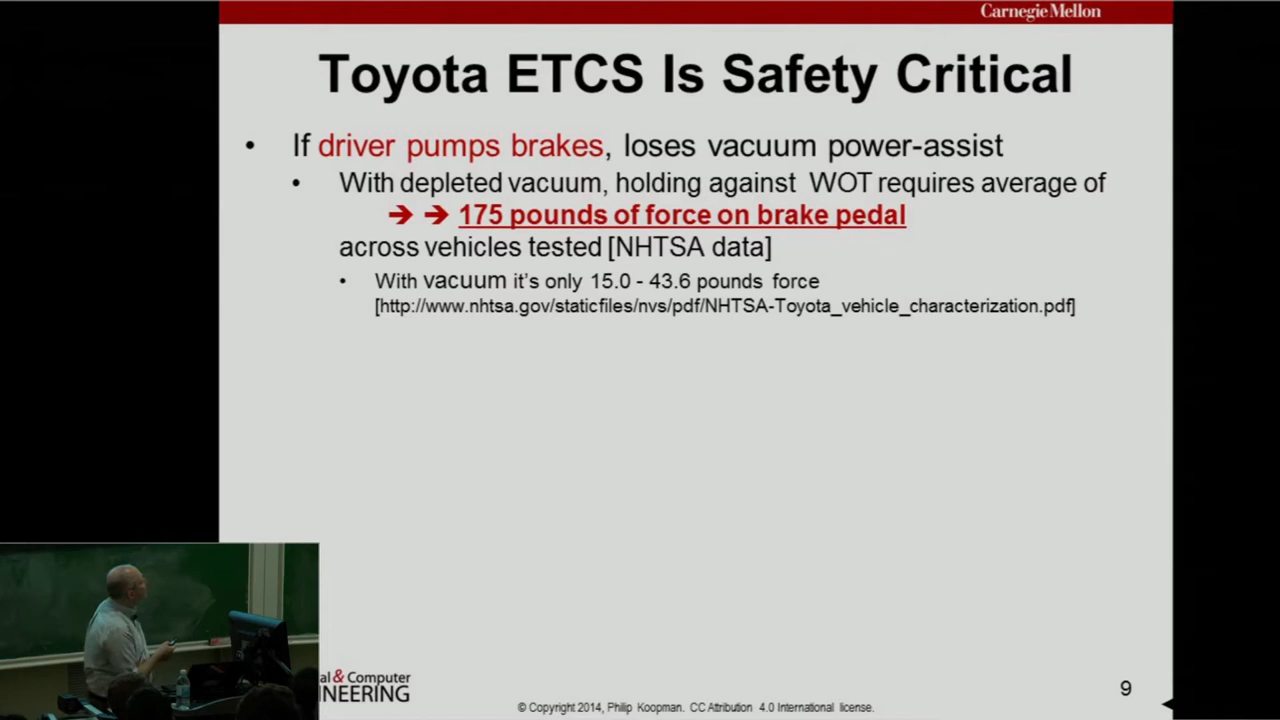 Carnegie Mellon
Toyota ETCS Is Safety Critical
• If driver pumps brakes, loses vacuum power-assist
• With depleted vacuum, holding against WOT requires average of
➔ ➔ 175 pounds of force on brake pedal
across vehicles tested [NHTSA data]
• With vacuum it's only 15.0 - 43.6 pounds force
[http://www.nhtsa.gov/staticfiles/nvs/pdf/NHTSA-Toyota_vehicle_characterization.pdf]
al & Computer
NEERING
© Copyright 2014, Philip Koopman. CC Attribution 4.0 International license.
9